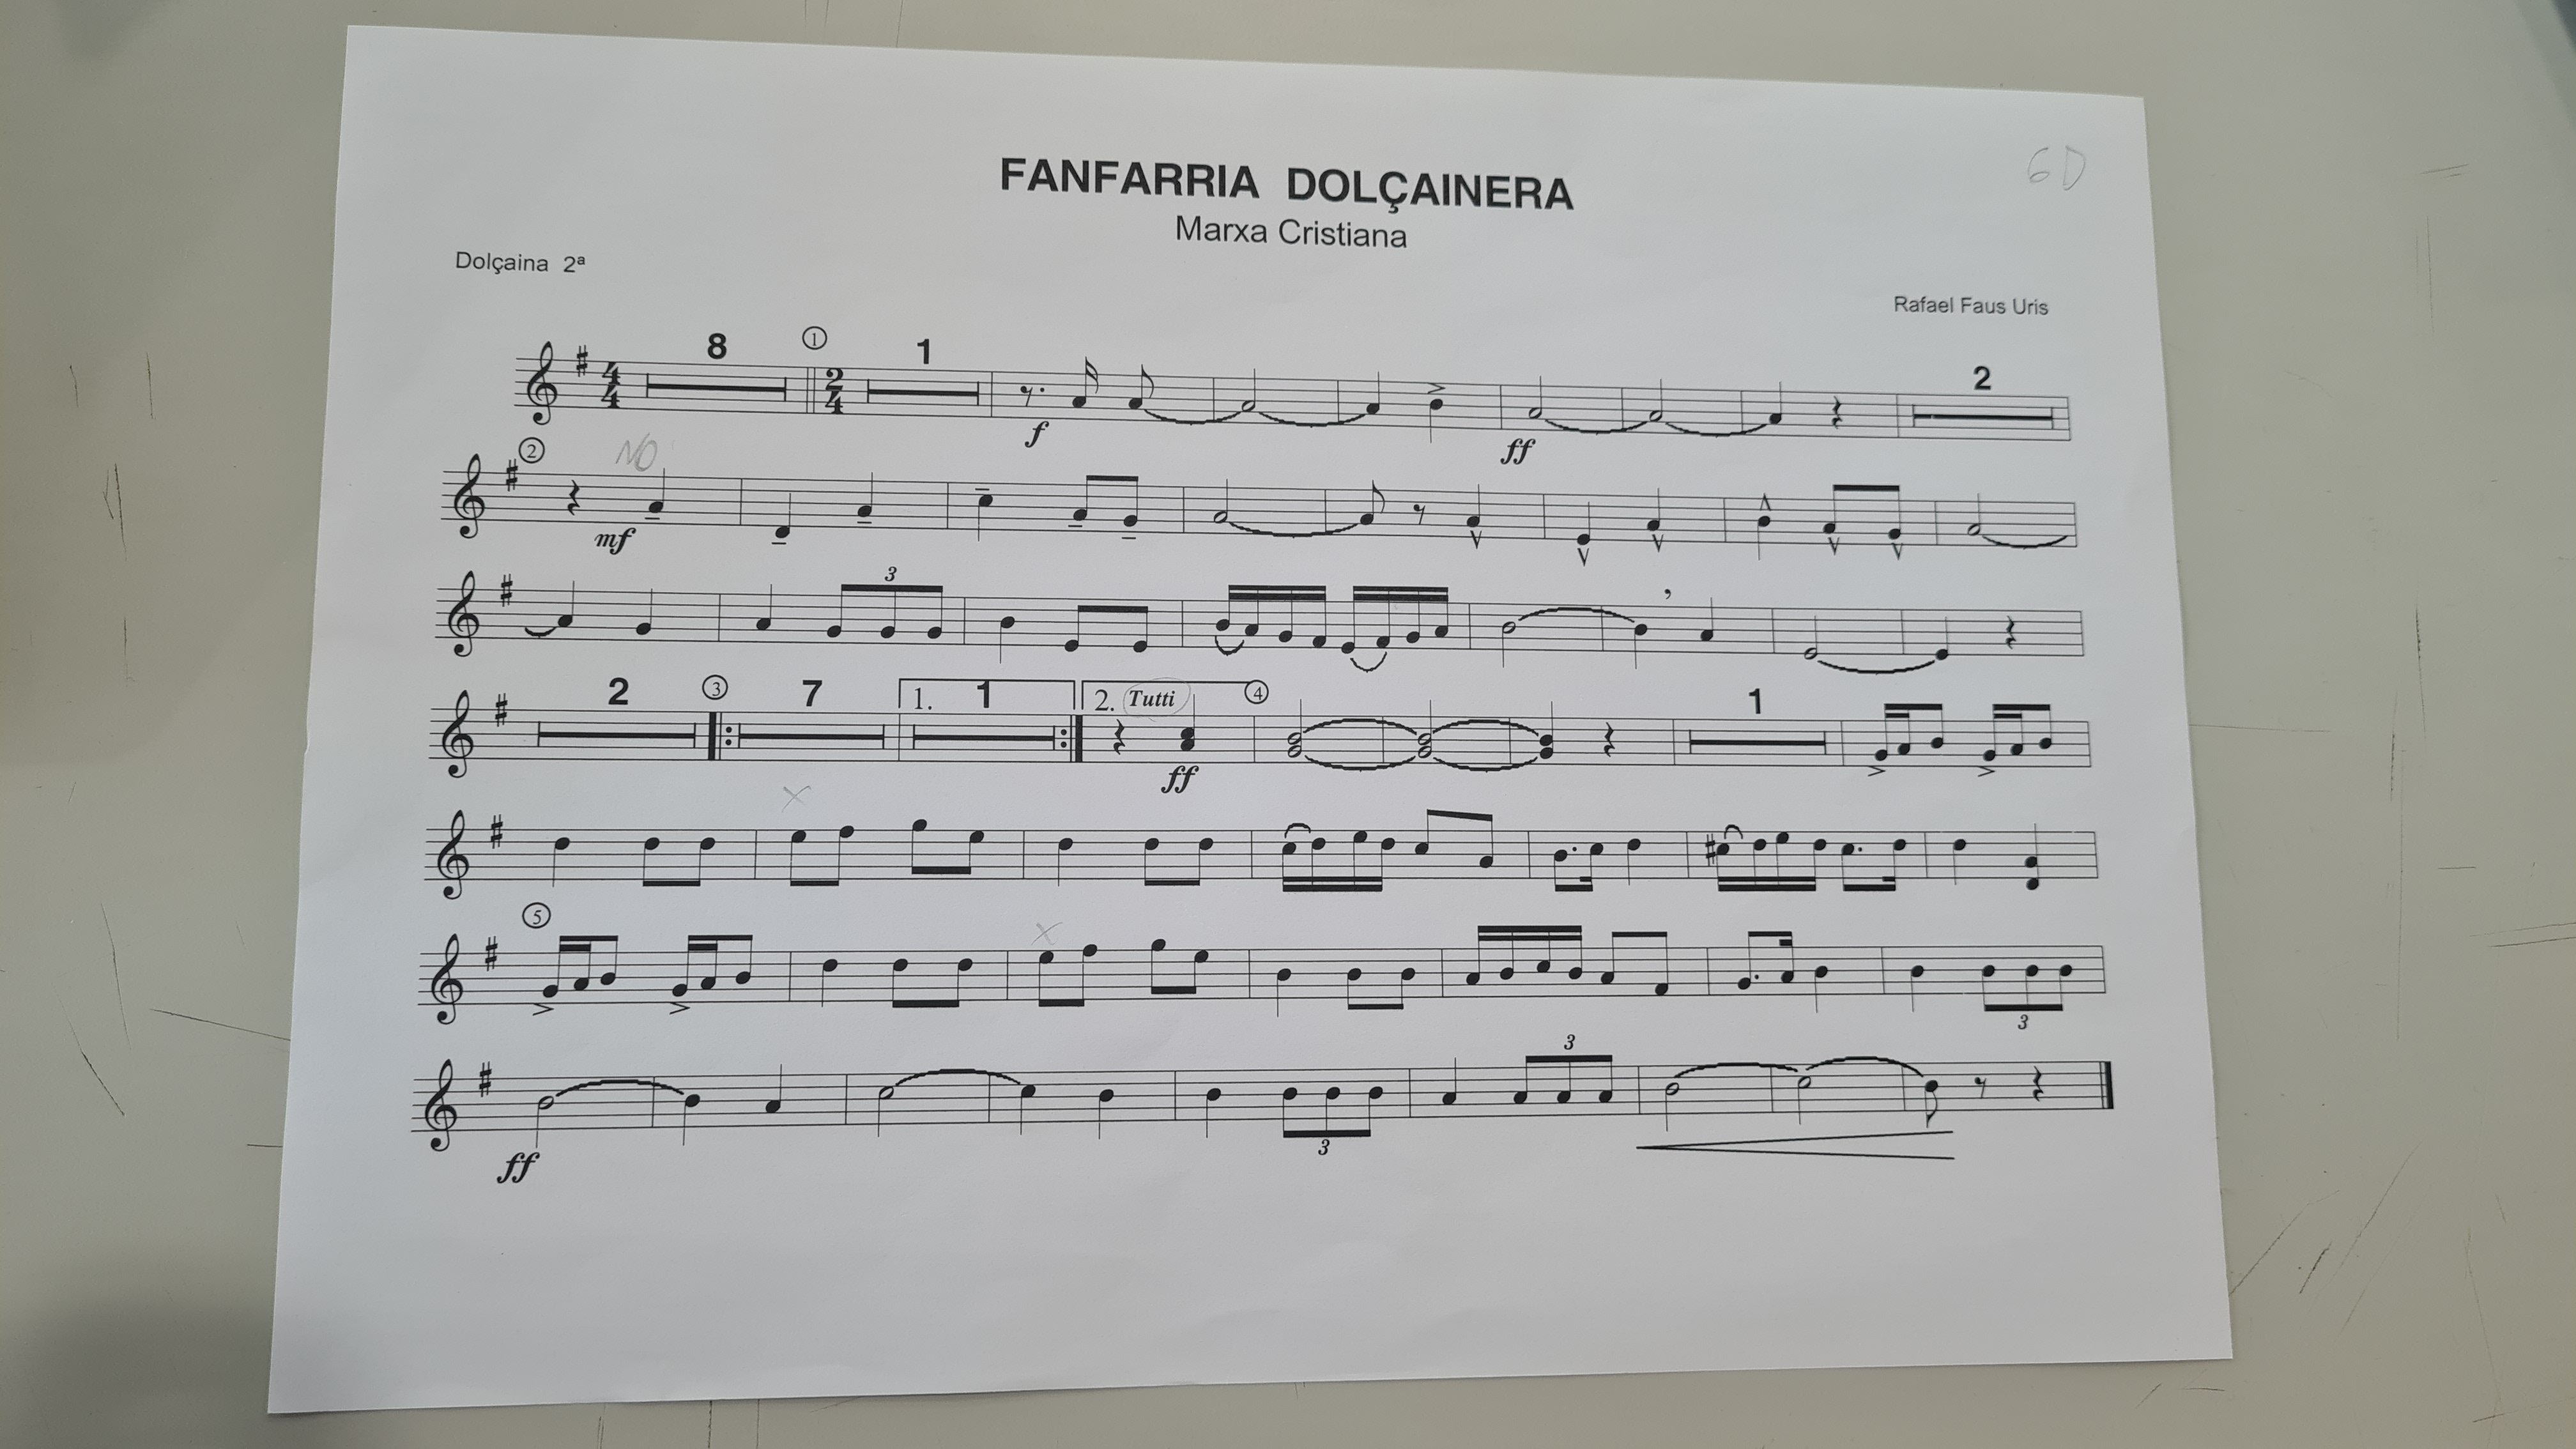 6D
FANFARRIA DOLÇAINERA
Marxa Cristiana
Dolçaina 2ª
Rafael Faus Uris
8 1 1 2
4 4 2 4
f ff
2 NO
mf
3
2 3 7 1. 1 2. Tutti 4 1
ff
x
5 x
3
3
ff 3